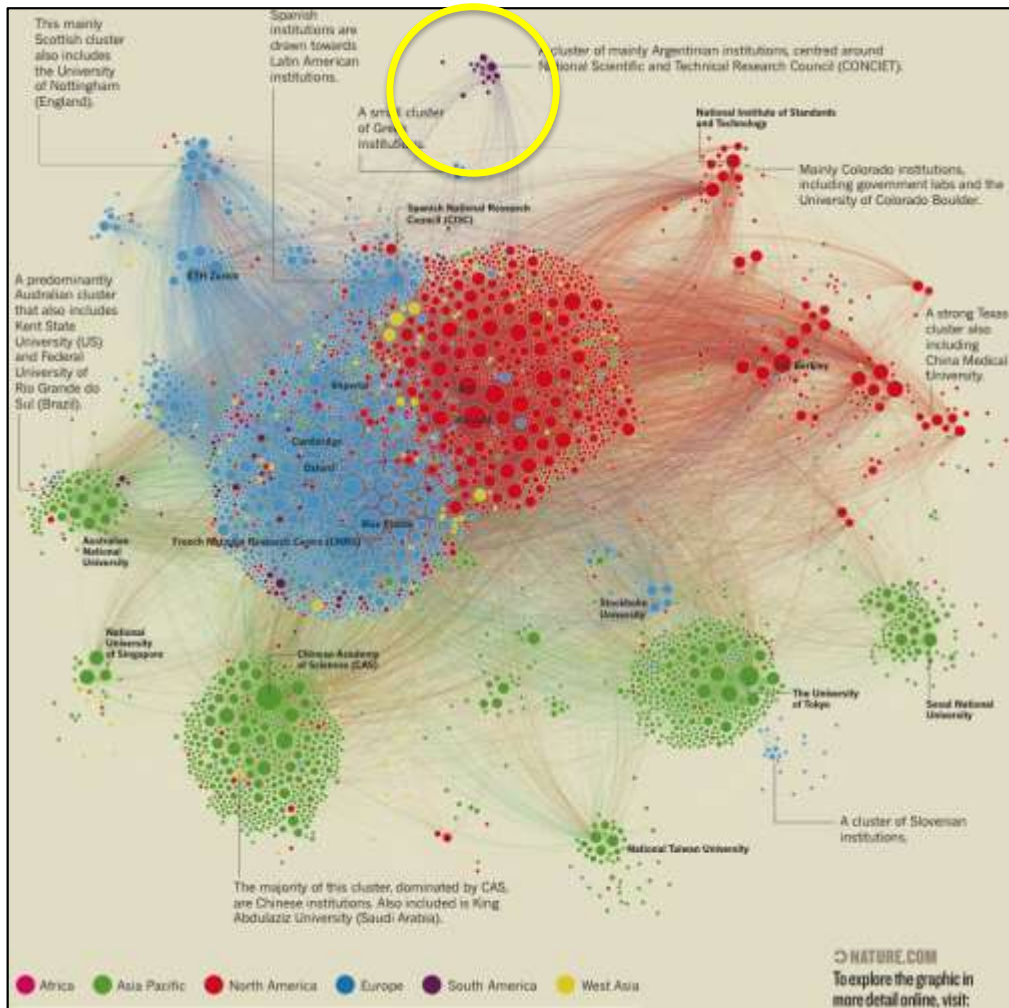 This mainly
Scottish cluster
also includes
the University
of Nottingham
(England).
Spanish
institutions are
drawn towards
Latin American
institutions.
A cluster of mainly Argentinian institutions, centred around
National Scientific and Technical Research Council (CONCIET).
A small cluster
of Greek
institutions.
National Institute of Standards
and Technology
Mainly Colorado institutions,
including government labs and the
University of Colorado Boulder.
Spanish National Research
Council (CSIC)
ETH Zurich
A predominantly
Australian cluster
that also includes
Kent State
University (US)
and Federal
University of
Rio Grande do
Sul (Brazil).
A strong Texas
cluster also
including
China Medical
University.
Imperial
Berkley
Harvard
Cambridge
Oxford
Max Planck
French National Research Centre (CNRS)
Australian
National
University
Stockholm
University
National
University
of Singapore
Chinese Academy
of Sciences (CAS)
The University
of Tokyo
Seoul National
University
A cluster of Slovenian
institutions.
National Taiwan University
The majority of this cluster, dominated by CAS,
are Chinese institutions. Also included is King
Abdulaziz University (Saudi Arabia).
Africa
Asia Pacific
North America
Europe
South America
West Asia
NATURE.COM
To explore the graphic in
more detail online, visit: